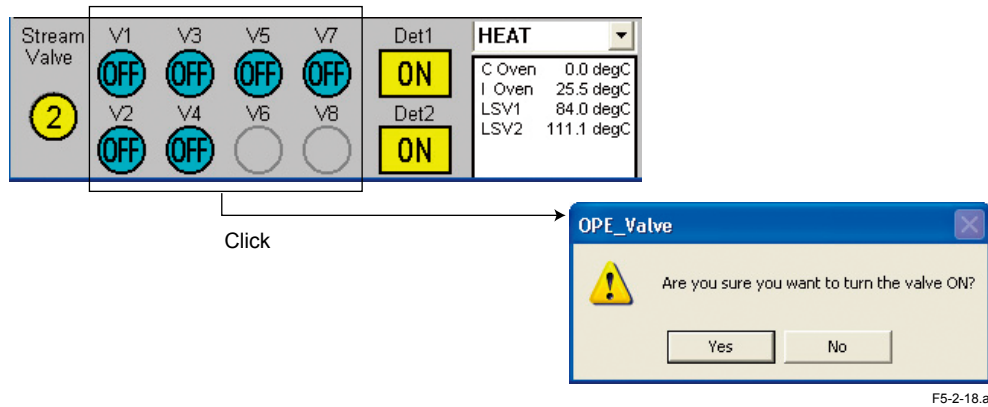 Stream Valve
2
V1 V3 V5 V7
OFF OFF OFF OFF
V2 V4 V6 V8
OFF OFF
Det1
ON
Det2
ON
HEAT
C Oven 0.0 degC
I Oven 25.5 degC
LSV1 84.0 degC
LSV2 111.1 degC
Click
OPE_Valve
Are you sure you want to turn the valve ON?
Yes No
F5-2-18.a